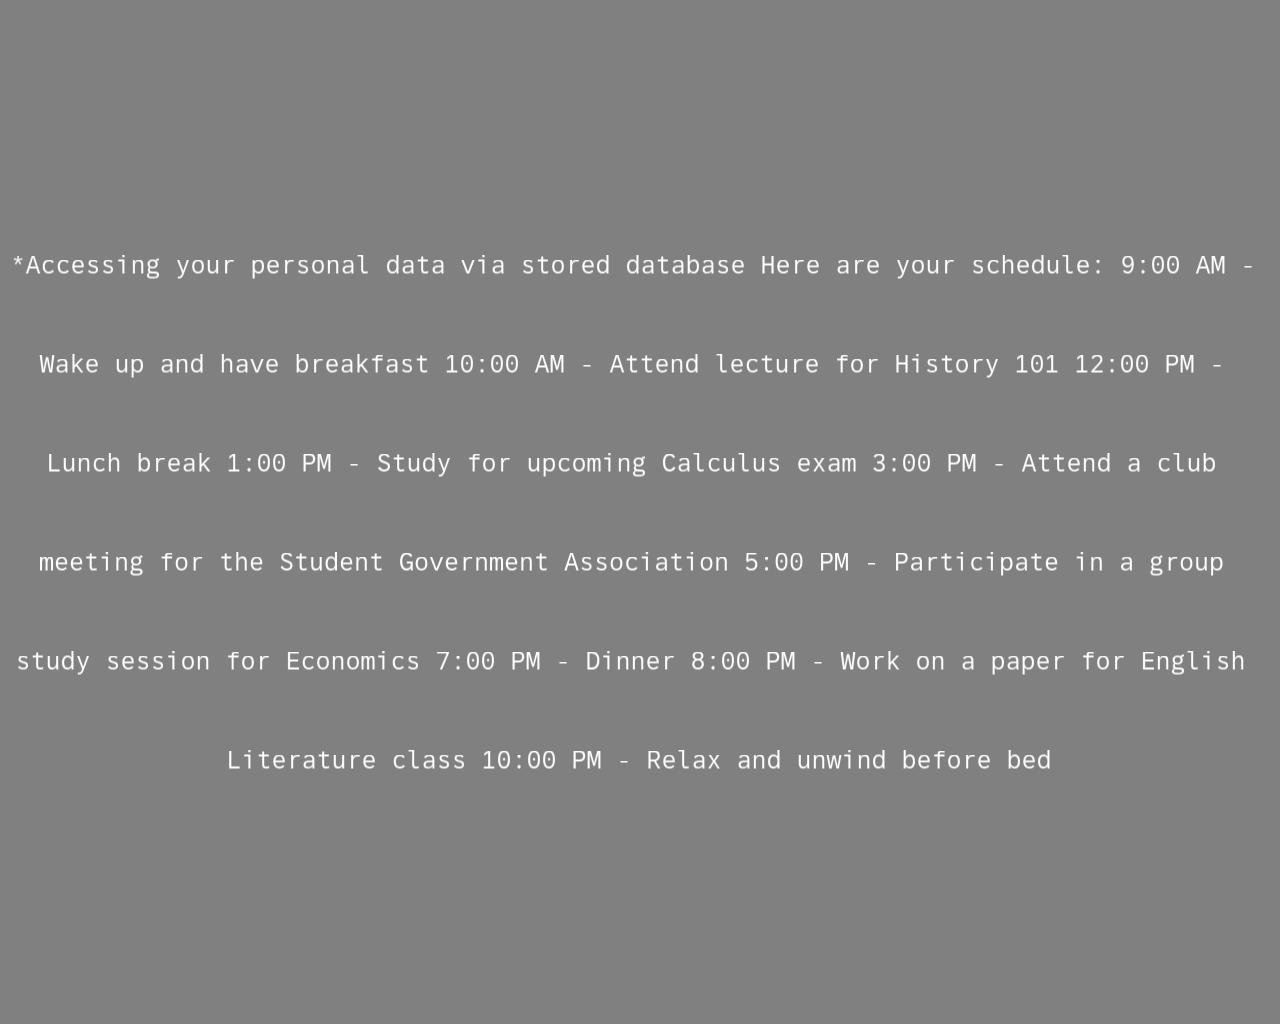 *Accessing your personal data via stored database Here are your schedule: 9:00 AM -
Wake up and have breakfast 10:00 AM - Attend lecture for History 101 12:00 PM -
Lunch break 1:00 PM - Study for upcoming Calculus exam 3:00 PM - Attend a club
meeting for the Student Government Association 5:00 PM - Participate in a group
study session for Economics 7:00 PM - Dinner 8:00 PM - Work on a paper for English
Literature class 10:00 PM - Relax and unwind before bed